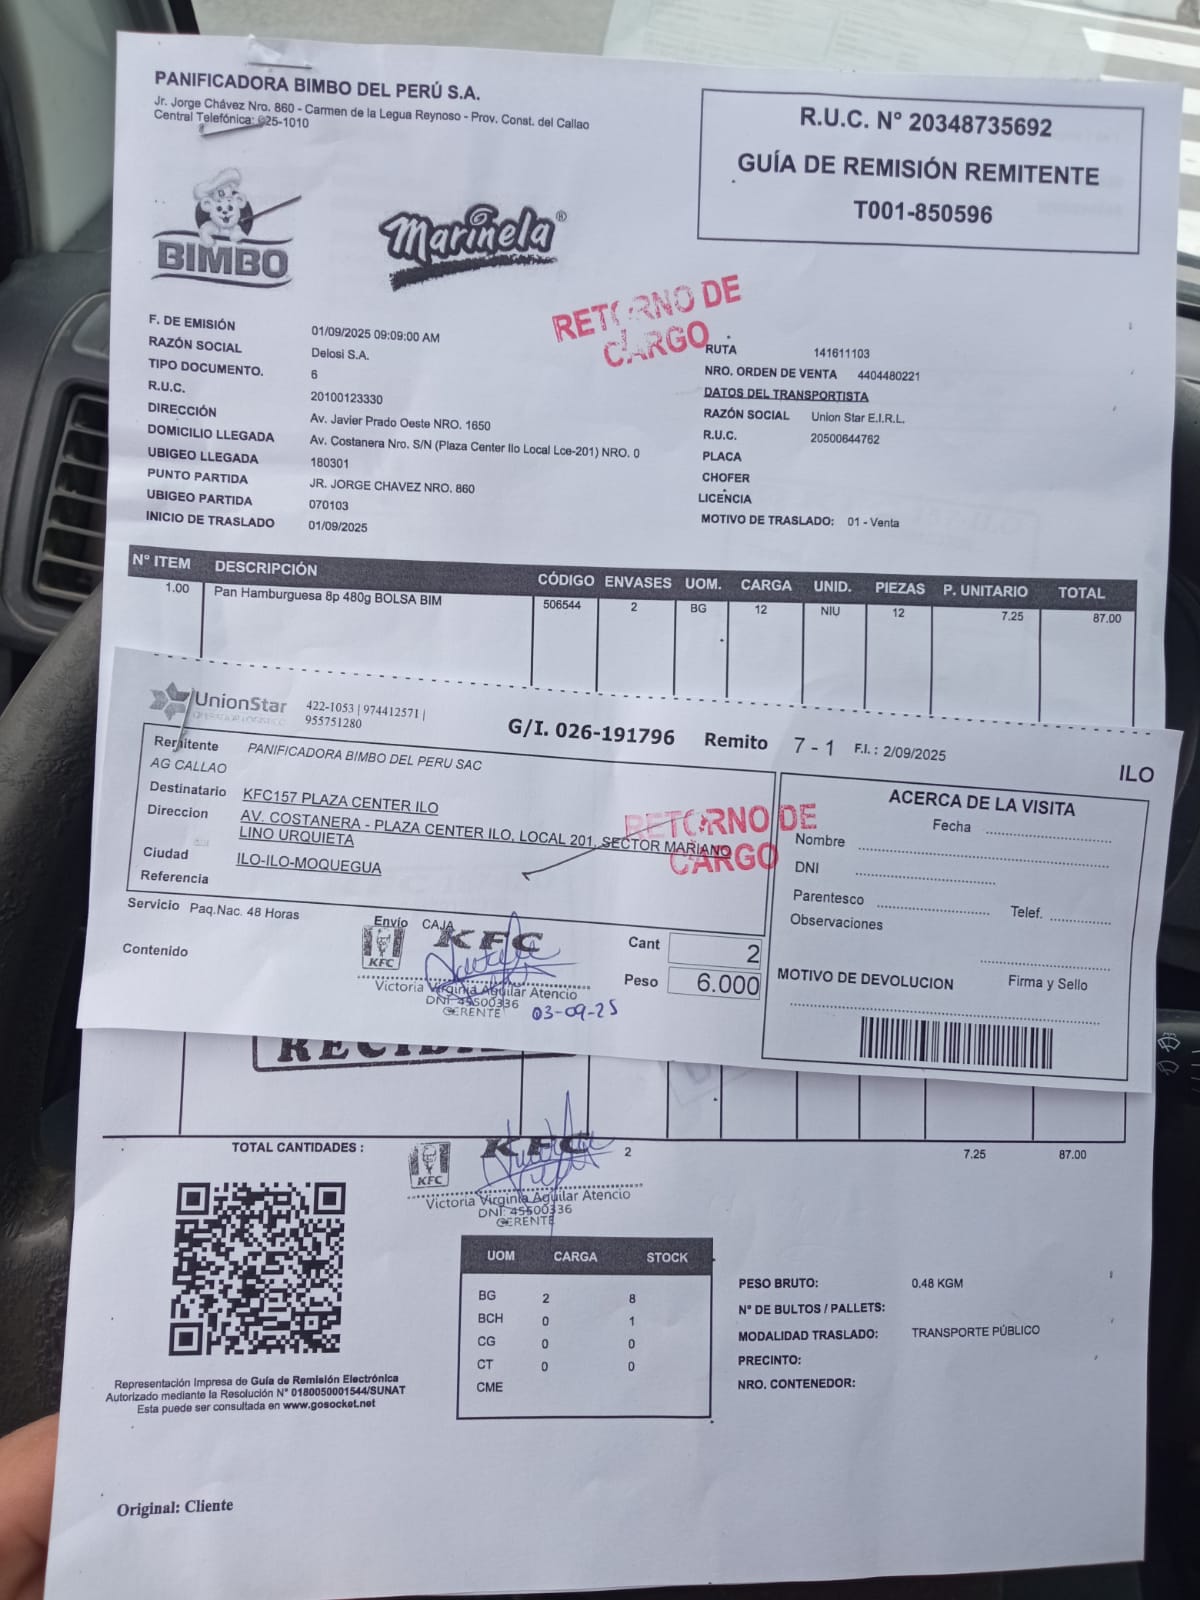 PANIFICADORA BIMBO DEL PERÚ S.A.
Jr. Jorge Chávez Nro. 860 - Carmen de la Legua Reynoso - Prov. Const. del Callao
Central Telefónica: 625-1010
R.U.C. N° 20348735692
GUÍA DE REMISIÓN REMITENTE
T001-850596
BIMBO
Marinela®
RETORNO DE
CARGO
F. DE EMISIÓN 01/09/2025 09:09:00 AM
RAZÓN SOCIAL Delosi S.A.
TIPO DOCUMENTO. 6
R.U.C. 20100123330
DIRECCIÓN Av. Javier Prado Oeste NRO. 1650
DOMICILIO LLEGADA Av. Costanera Nro. S/N (Plaza Center Ilo Local Lce-201) NRO. 0
UBIGEO LLEGADA 180301
PUNTO PARTIDA JR. JORGE CHAVEZ NRO. 860
UBIGEO PARTIDA 070103
INICIO DE TRASLADO 01/09/2025
RUTA 141611103
NRO. ORDEN DE VENTA 4404480221
DATOS DEL TRANSPORTISTA
RAZÓN SOCIAL Union Star E.I.R.L.
R.U.C. 20500644762
PLACA
CHOFER
LICENCIA
MOTIVO DE TRASLADO: 01 - Venta
N° ITEM DESCRIPCIÓN CÓDIGO ENVASES UOM. CARGA UNID. PIEZAS P. UNITARIO TOTAL
1.00 Pan Hamburguesa 8p 480g BOLSA BIM 506544 2 BG 12 NIU 12 7.25 87.00
UnionStar
OPERADOR LOGISTICO
422-1053 | 974412571 |
955751280
G/I. 026-191796 Remito 7 - 1 F.I. : 2/09/2025
ILO
Remitente PANIFICADORA BIMBO DEL PERU SAC
AG CALLAO
Destinatario KFC157 PLAZA CENTER ILO
Direccion AV. COSTANERA - PLAZA CENTER ILO, LOCAL 201, SECTOR MARIANO
LINO URQUIETA
Ciudad ILO-ILO-MOQUEGUA
Referencia
RETORNO DE
CARGO
Servicio Paq.Nac. 48 Horas
Envío CAJA
Contenido
Cant 2
Peso 6.000
KFC
KFC
Victoria Virginia Aguilar Atencio
DNI: 45500336
GERENTE
03-09-25
ACERCA DE LA VISITA
Fecha
Nombre
DNI
Parentesco Telef.
Observaciones
MOTIVO DE DEVOLUCION Firma y Sello
TOTAL CANTIDADES : 2 7.25 87.00
KFC
KFC
Victoria Virginia Aguilar Atencio
DNI: 45500336
GERENTE
UOM CARGA STOCK
BG 2 8
BCH 0 1
CG 0 0
CT 0 0
CME
PESO BRUTO: 0.48 KGM
N° DE BULTOS / PALLETS:
MODALIDAD TRASLADO: TRANSPORTE PÚBLICO
PRECINTO:
NRO. CONTENEDOR:
Representación Impresa de Guía de Remisión Electrónica
Autorizado mediante la Resolución N° 0180050001544/SUNAT
Esta puede ser consultada en www.gosocket.net
Original: Cliente